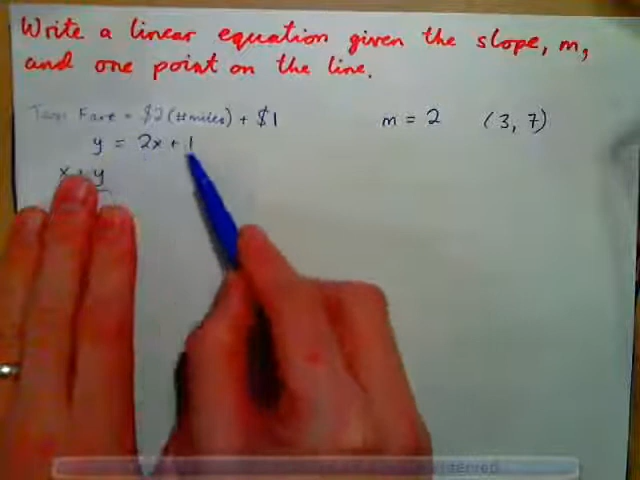 Write a linear equation given the slope, m,
and one point on the line.
Taxi Fare = $2(#miles) + $1
y = 2x + 1
x y
m = 2 (3, 7)